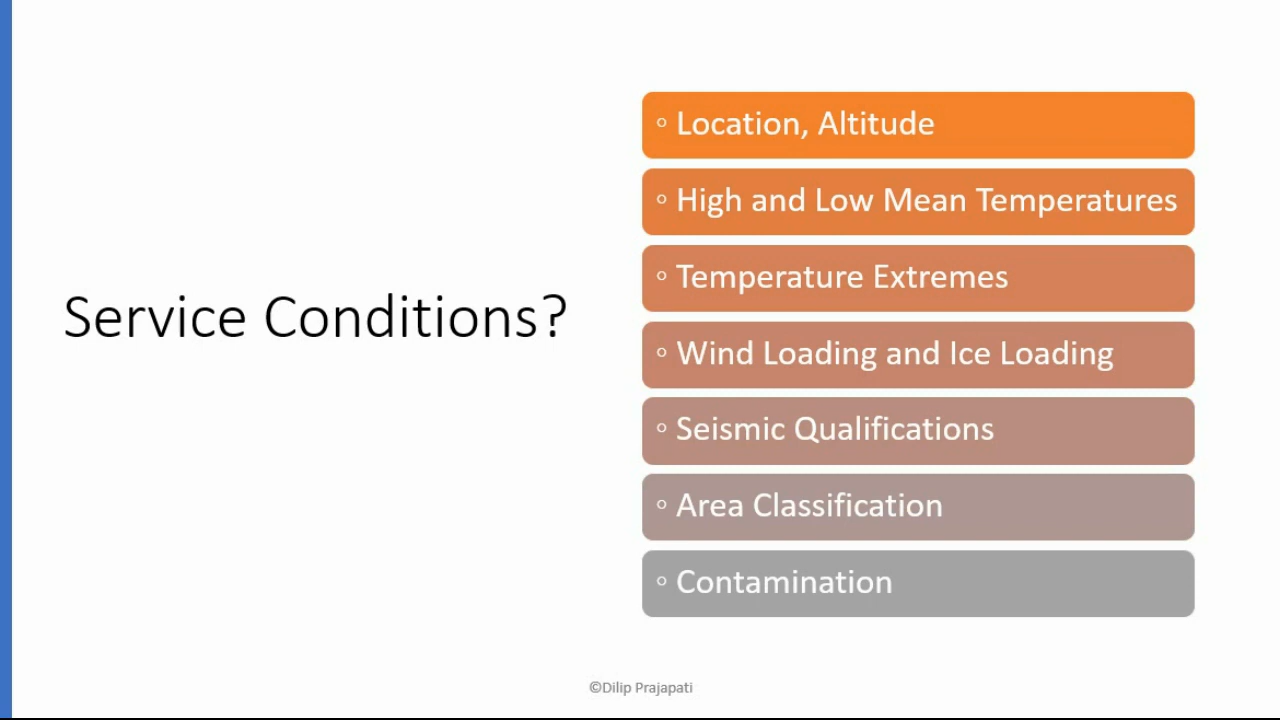 Service Conditions?
◦ Location, Altitude
◦ High and Low Mean Temperatures
◦ Temperature Extremes
◦ Wind Loading and Ice Loading
◦ Seismic Qualifications
◦ Area Classification
◦ Contamination
©Dilip Prajapati